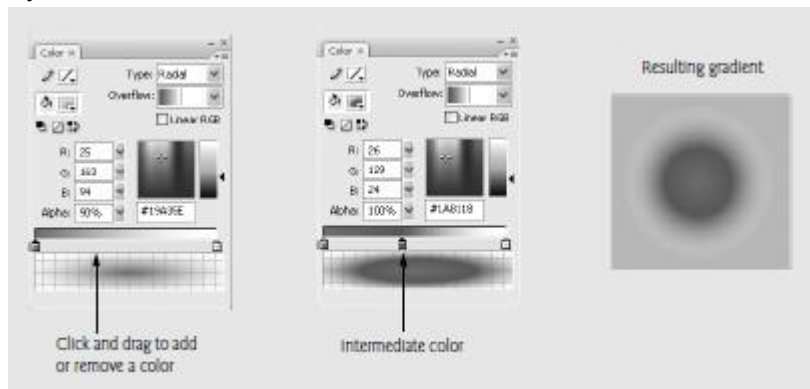 Color ×
Type: Radial
Overflow:
Linear RGB
R: 25
G: 163
B: 94
Alpha: 90%
#19A35E
Click and drag to add
or remove a color
Color ×
Type: Radial
Overflow:
Linear RGB
R: 26
G: 129
B: 24
Alpha: 100%
#1A8118
Intermediate color
Resulting gradient